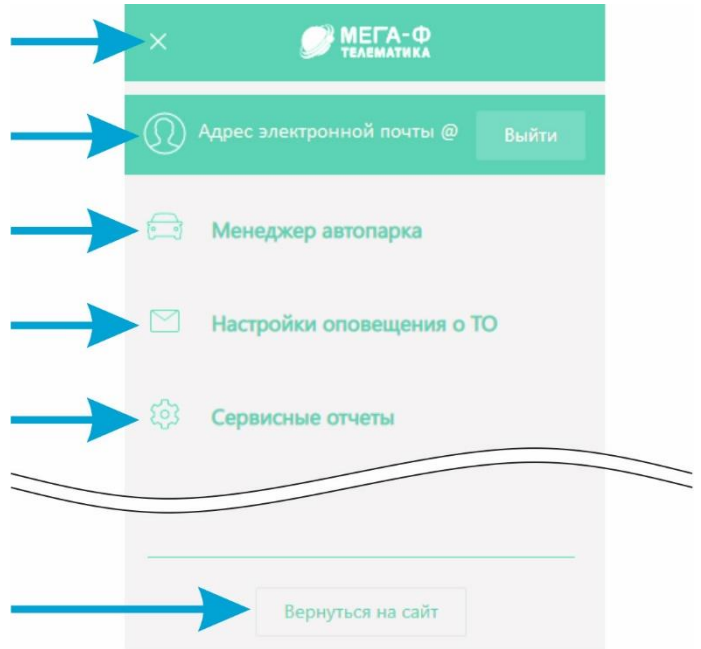 МЕГА-Ф
ТЕЛЕМАТИКА
Адрес электронной почты @
Выйти
Менеджер автопарка
Настройки оповещения о ТО
Сервисные отчеты
Вернуться на сайт